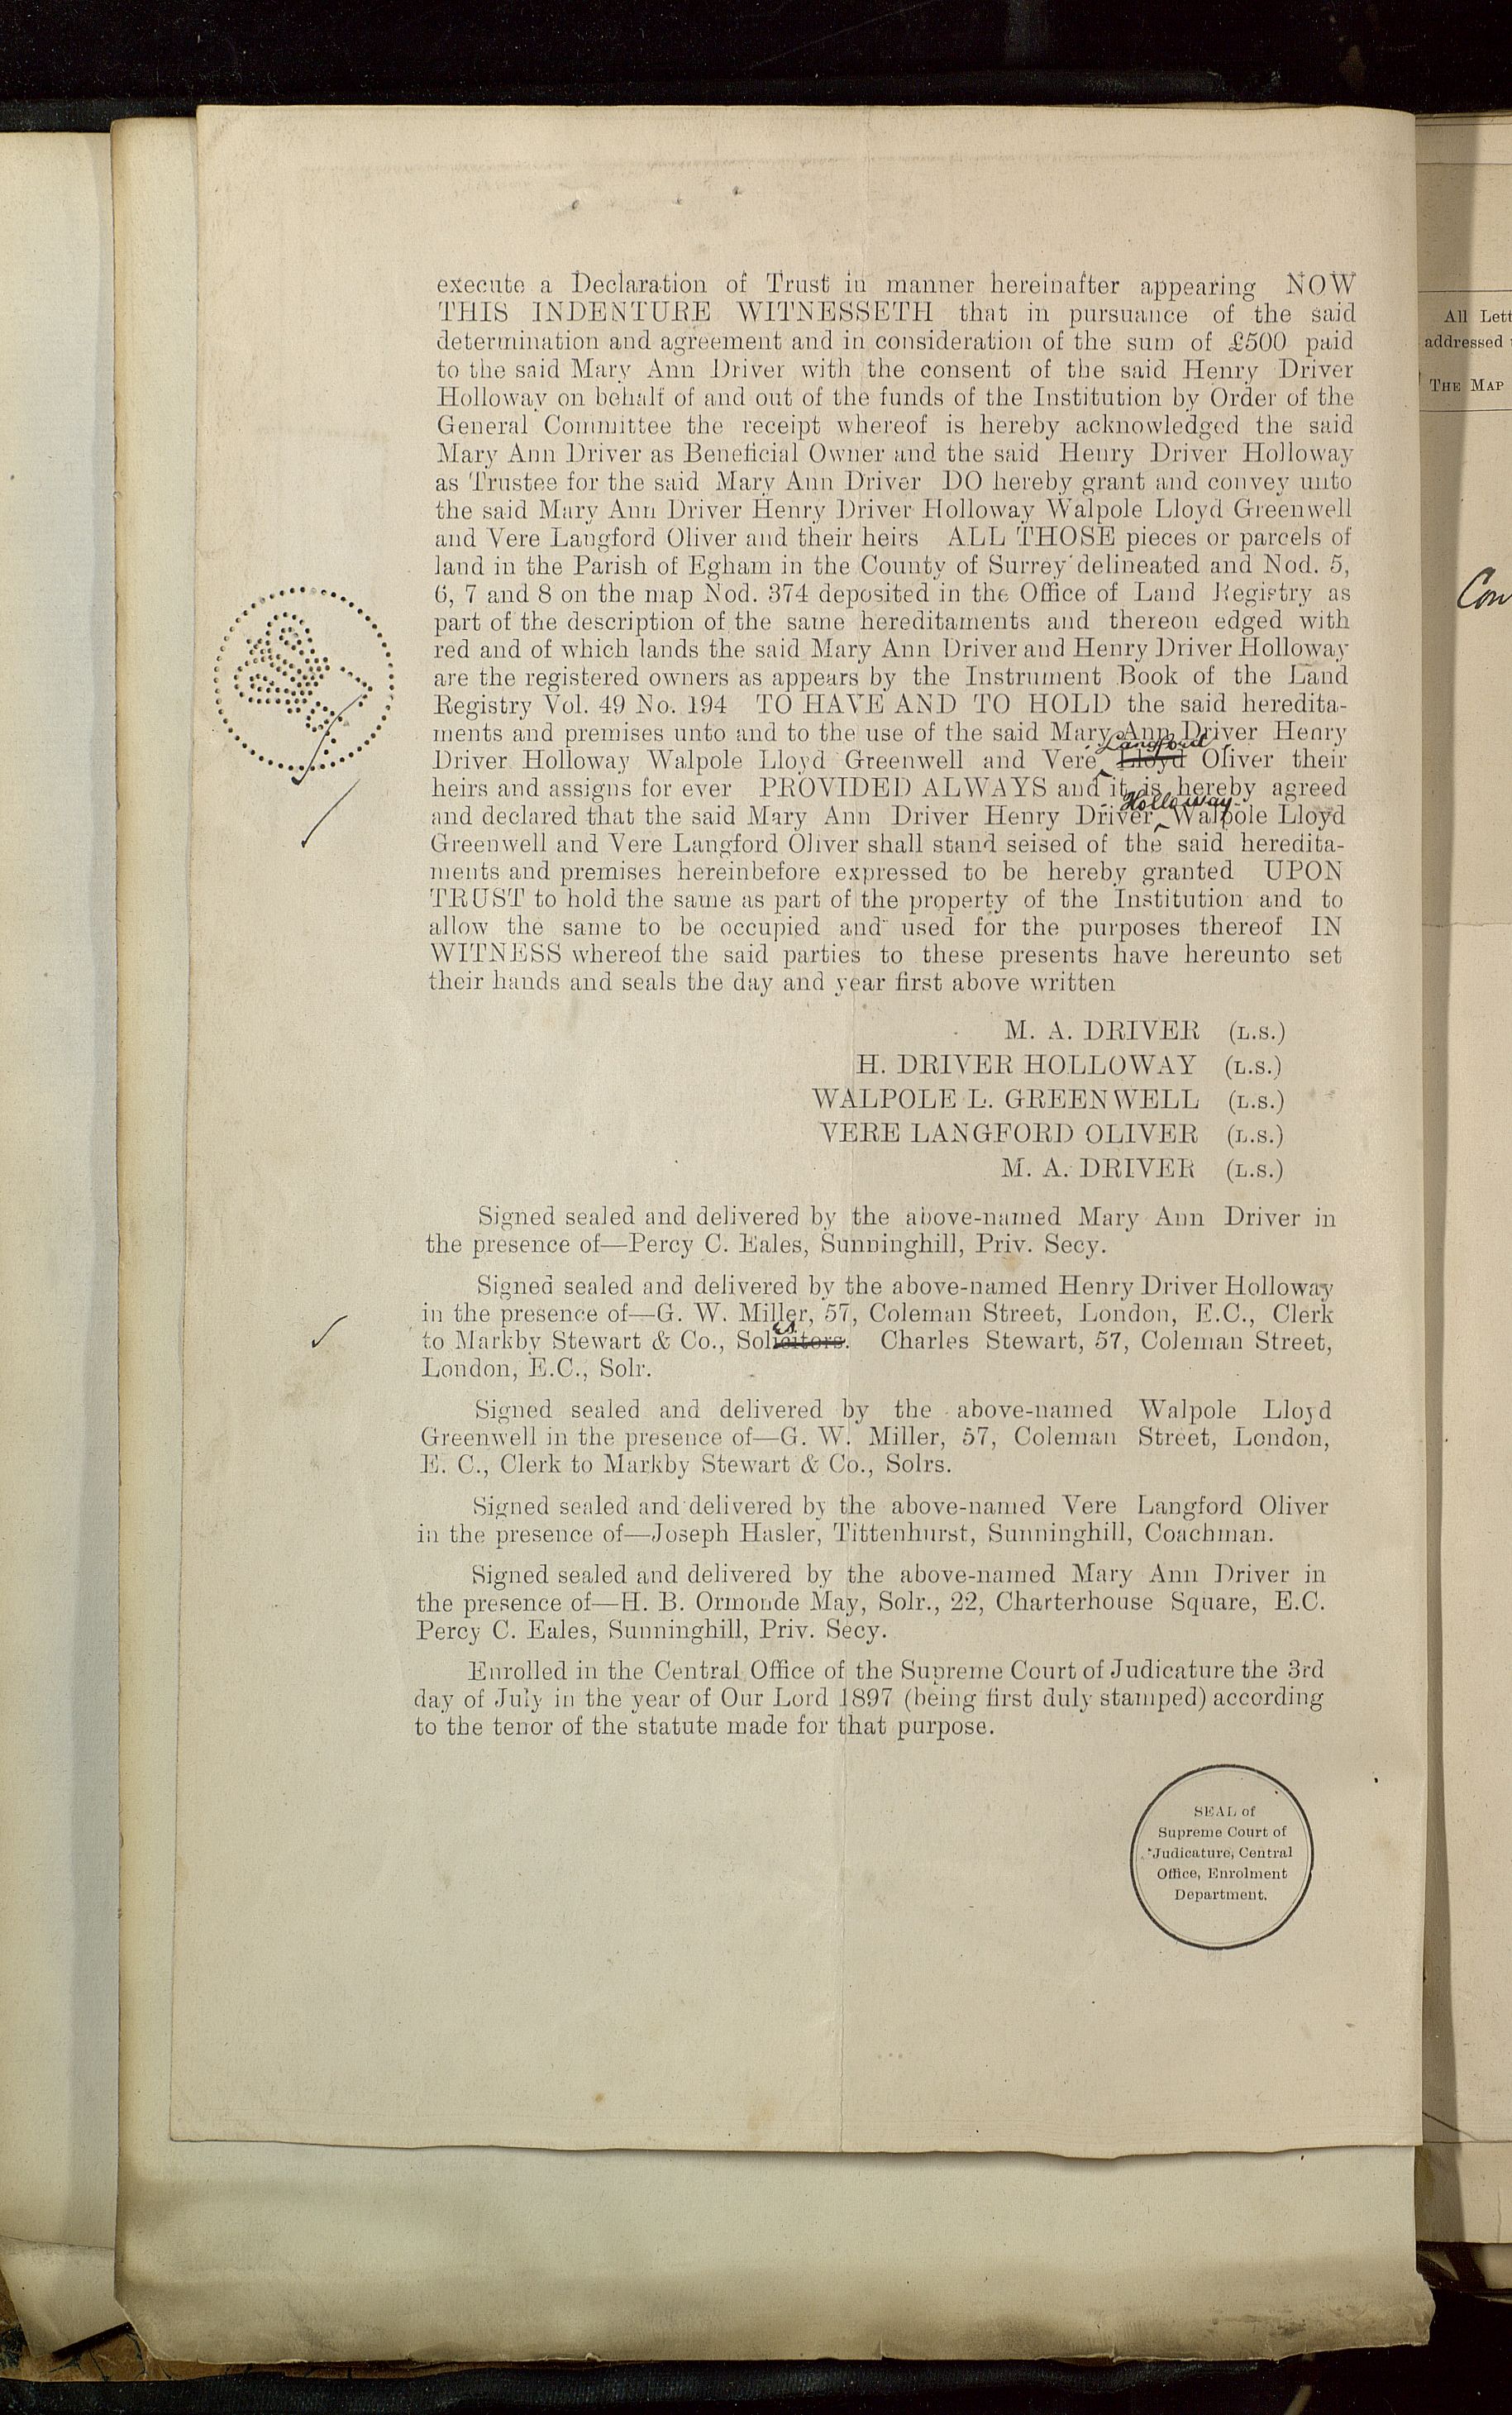 execute a Declaration of Trust in manner hereinafter appearing NOW
THIS INDENTURE WITNESSETH that in pursuance of the said
determination and agreement and in consideration of the sum of £500 paid
to the said Mary Ann Driver with the consent of the said Henry Driver
Holloway on behalf of and out of the funds of the Institution by Order of the
General Committee the receipt whereof is hereby acknowledged the said
Mary Ann Driver as Beneficial Owner and the said Henry Driver Holloway
as Trustee for the said Mary Ann Driver DO hereby grant and convey unto
the said Mary Ann Driver Henry Driver Holloway Walpole Lloyd Greenwell
and Vere Langford Oliver and their heirs ALL THOSE pieces or parcels of
land in the Parish of Egham in the County of Surrey delineated and Nod. 5,
6, 7 and 8 on the map Nod. 374 deposited in the Office of Land Registry as
part of the description of the same hereditaments and thereon edged with
red and of which lands the said Mary Ann Driver and Henry Driver Holloway
are the registered owners as appears by the Instrument Book of the Land
Registry Vol. 49 No. 194 TO HAVE AND TO HOLD the said heredita-
ments and premises unto and to the use of the said Mary Ann Driver Henry
Langford
Driver Holloway Walpole Lloyd Greenwell and Vere Lloyd Oliver their
heirs and assigns for ever PROVIDED ALWAYS and it is hereby agreed
Holloway
and declared that the said Mary Ann Driver Henry Driver Walpole Lloyd
Greenwell and Vere Langford Oliver shall stand seised of the said heredita-
ments and premises hereinbefore expressed to be hereby granted UPON
TRUST to hold the same as part of the property of the Institution and to
allow the same to be occupied and used for the purposes thereof IN
WITNESS whereof the said parties to these presents have hereunto set
their hands and seals the day and year first above written
M. A. DRIVER (L.S.)
H. DRIVER HOLLOWAY (L.S.)
WALPOLE L. GREENWELL (L.S.)
VERE LANGFORD OLIVER (L.S.)
M. A. DRIVER (L.S.)
Signed sealed and delivered by the above-named Mary Ann Driver in
the presence of—Percy C. Eales, Sunninghill, Priv. Secy.
Signed sealed and delivered by the above-named Henry Driver Holloway
in the presence of—G. W. Miller, 57, Coleman Street, London, E.C., Clerk
to Markby Stewart & Co., Solicitors. Charles Stewart, 57, Coleman Street,
London, E.C., Solr.
Signed sealed and delivered by the above-named Walpole Lloyd
Greenwell in the presence of—G. W. Miller, 57, Coleman Street, London,
E. C., Clerk to Markby Stewart & Co., Solrs.
Signed sealed and delivered by the above-named Vere Langford Oliver
in the presence of—Joseph Hasler, Tittenhurst, Sunninghill, Coachman.
Signed sealed and delivered by the above-named Mary Ann Driver in
the presence of—H. B. Ormonde May, Solr., 22, Charterhouse Square, E.C.
Percy C. Eales, Sunninghill, Priv. Secy.
Enrolled in the Central Office of the Supreme Court of Judicature the 3rd
day of July in the year of Our Lord 1897 (being first duly stamped) according
to the tenor of the statute made for that purpose.
SEAL of
Supreme Court of
Judicature, Central
Office, Enrolment
Department.
All Lett
addressed
THE MAP
Con